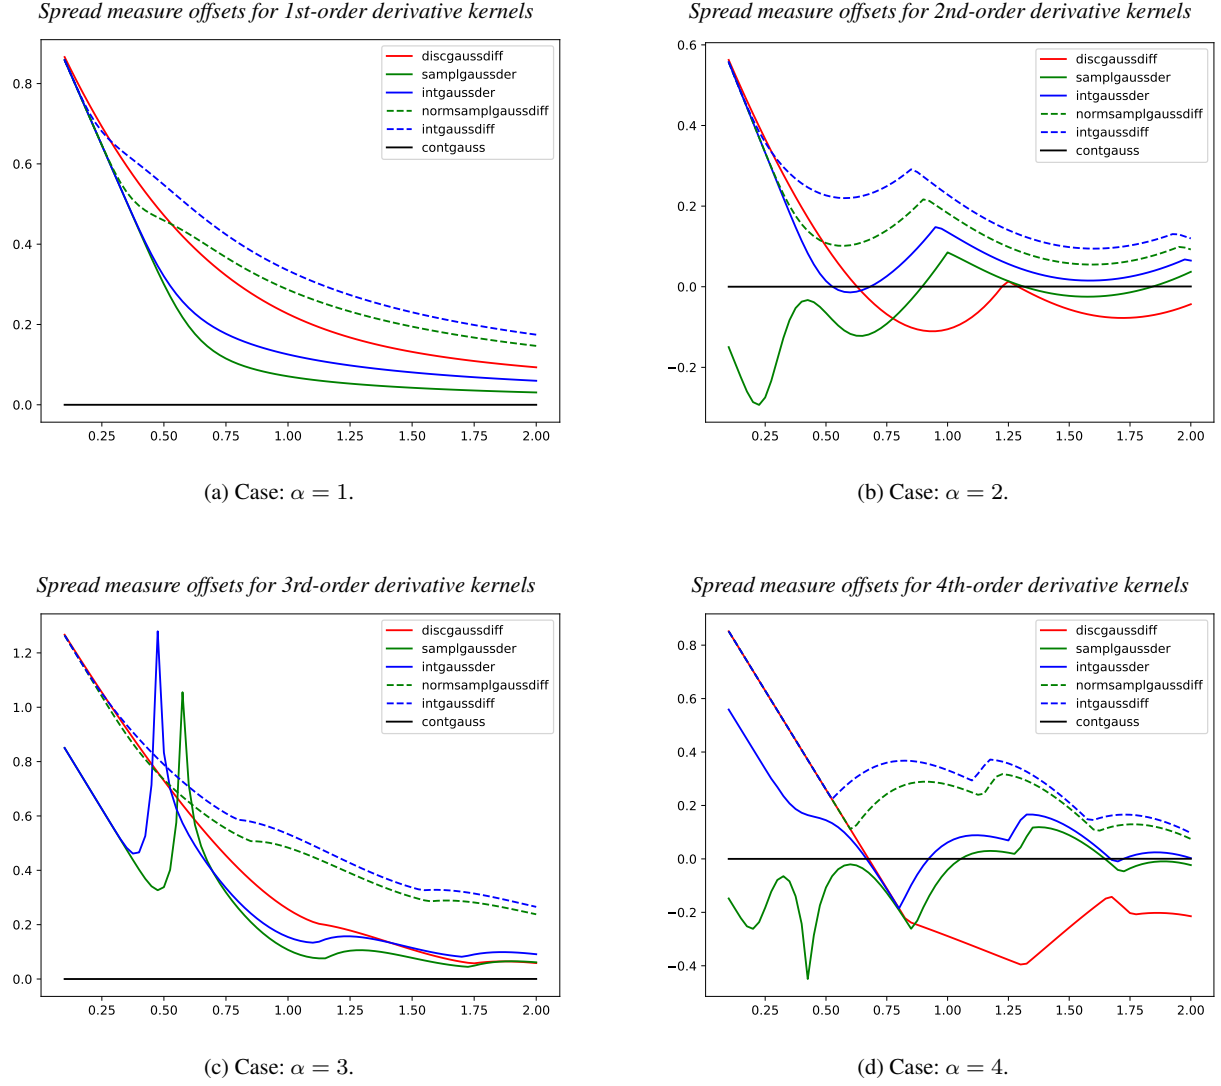 Spread measure offsets for 1st-order derivative kernels
0.8
0.6
0.4
0.2
0.0
0.25 0.50 0.75 1.00 1.25 1.50 1.75 2.00
discgaussdiff
samplgaussder
intgaussder
normsamplgaussdiff
intgaussdiff
contgauss
(a) Case: α = 1.
Spread measure offsets for 2nd-order derivative kernels
0.6
0.4
0.2
0.0
−0.2
0.25 0.50 0.75 1.00 1.25 1.50 1.75 2.00
discgaussdiff
samplgaussder
intgaussder
normsamplgaussdiff
intgaussdiff
contgauss
(b) Case: α = 2.
Spread measure offsets for 3rd-order derivative kernels
1.2
1.0
0.8
0.6
0.4
0.2
0.0
0.25 0.50 0.75 1.00 1.25 1.50 1.75 2.00
discgaussdiff
samplgaussder
intgaussder
normsamplgaussdiff
intgaussdiff
contgauss
(c) Case: α = 3.
Spread measure offsets for 4th-order derivative kernels
0.8
0.6
0.4
0.2
0.0
−0.2
−0.4
0.25 0.50 0.75 1.00 1.25 1.50 1.75 2.00
discgaussdiff
samplgaussder
intgaussder
normsamplgaussdiff
intgaussdiff
contgauss
(d) Case: α = 4.